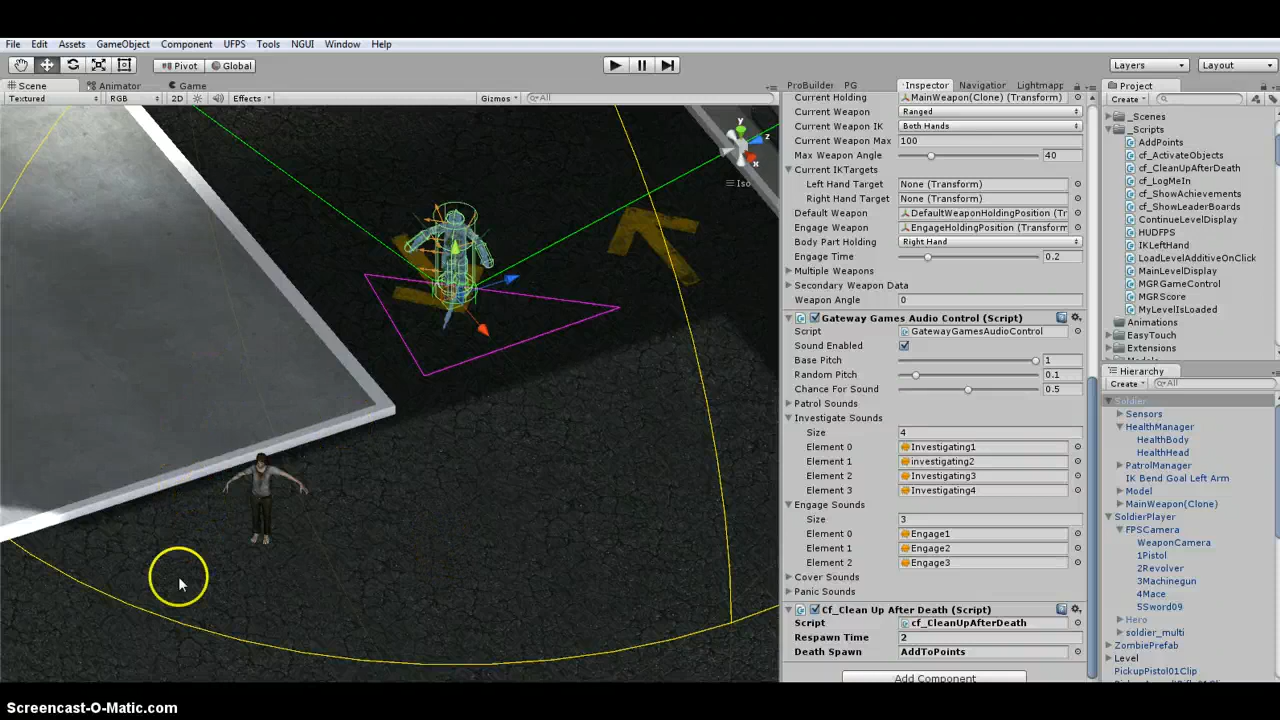 File Edit Assets GameObject Component UFPS Tools NGUI Window Help
Pivot Global Layers Layout
Scene Animator Game ProBuilder PG Inspector Navigator Lightmap Project
Textured RGB 2D Effects Gizmos All Create
Current Holding MainWeapon(Clone) (Transform)
Current Weapon Ranged
Current Weapon IK Both Hands
Current Weapon Max 100
Max Weapon Angle 40
Current IKTargets
Left Hand Target None (Transform)
Right Hand Target None (Transform)
Default Weapon DefaultWeaponHoldingPosition (Tr
Engage Weapon EngageHoldingPosition (Transform
Body Part Holding Right Hand
Engage Time 0.2
Multiple Weapons
Secondary Weapon Data
Weapon Angle 0
Gateway Games Audio Control (Script)
Script GatewayGamesAudioControl
Sound Enabled
Base Pitch 1
Random Pitch 0.1
Chance For Sound 0.5
Patrol Sounds
Investigate Sounds
Size 4
Element 0 Investigating1
Element 1 investigating2
Element 2 Investigating3
Element 3 Investigating4
Engage Sounds
Size 3
Element 0 Engage1
Element 1 Engage2
Element 2 Engage3
Cover Sounds
Panic Sounds
Cf_Clean Up After Death (Script)
Script cf_CleanUpAfterDeath
Respawn Time 2
Death Spawn AddToPoints
Add Component
_Scenes
_Scripts
AddPoints
cf_ActivateObjects
cf_CleanUpAfterDeath
cf_LogMeIn
cf_ShowAchievements
cf_ShowLeaderBoards
ContinueLevelDisplay
HUDFPS
IKLeftHand
LoadLevelAdditiveOnClick
MainLevelDisplay
MGRGameControl
MGRScore
MyLevelIsLoaded
Animations
EasyTouch
Extensions
Hierarchy
Create All
Soldier
Sensors
HealthManager
HealthBody
HealthHead
PatrolManager
IK Bend Goal Left Arm
Model
MainWeapon(Clone)
SoldierPlayer
FPSCamera
WeaponCamera
1Pistol
2Revolver
3Machinegun
4Mace
5Sword09
Hero
soldier_multi
ZombiePrefab
Level
PickupPistol01Clip
y
z
x
Iso
Screencast-O-Matic.com